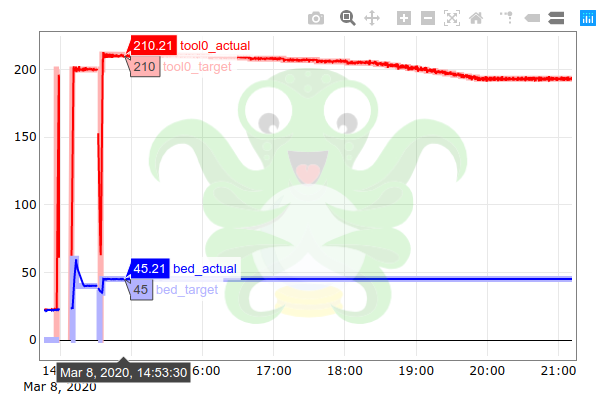 210.21 tool0_actual
210 tool0_target
200
150
100
50
45.21 bed_actual
45 bed_target
0
14: 6:00 17:00 18:00 19:00 20:00 21:00
Mar 8, 2020, 14:53:30
Mar 8, 2020